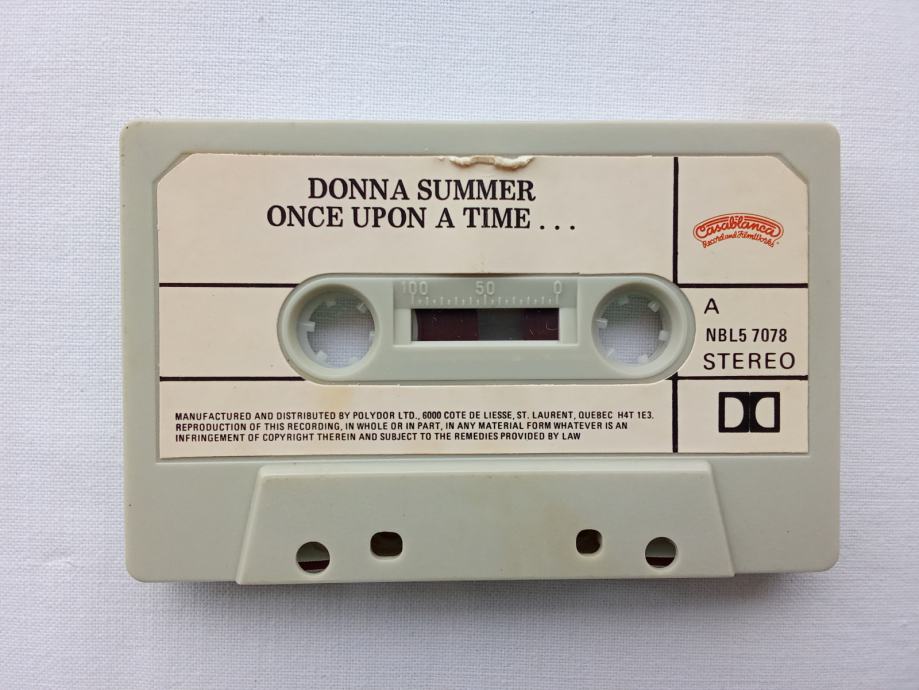 DONNA SUMMER
ONCE UPON A TIME...
Casablanca
Record and FilmWorks
100 50 0
A
NBL5 7078
STEREO
MANUFACTURED AND DISTRIBUTED BY POLYDOR LTD., 6000 COTE DE LIESSE, ST. LAURENT, QUEBEC H4T 1E3.
REPRODUCTION OF THIS RECORDING, IN WHOLE OR IN PART, IN ANY MATERIAL FORM WHATEVER IS AN
INFRINGEMENT OF COPYRIGHT THEREIN AND SUBJECT TO THE REMEDIES PROVIDED BY LAW